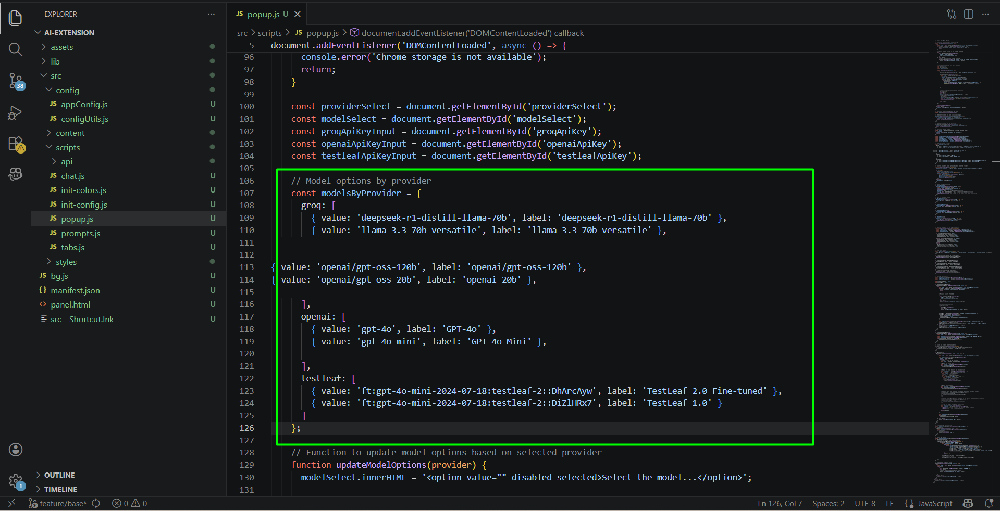 EXPLORER
AI-EXTENSION
assets
lib
src
config
JS appConfig.js U
JS configUtils.js U
content
scripts
api
JS chat.js U
JS init-colors.js U
JS init-config.js U
JS popup.js U
JS prompts.js U
JS tabs.js U
styles
JS bg.js U
{} manifest.json U
<> panel.html U
src - Shortcut.lnk U
OUTLINE
TIMELINE
38
1
JS popup.js U
src > scripts > JS popup.js > document.addEventListener('DOMContentLoaded') callback
5 document.addEventListener('DOMContentLoaded', async () => {
96 console.error('Chrome storage is not available');
97 return;
98 }
99
100 const providerSelect = document.getElementById('providerSelect');
101 const modelSelect = document.getElementById('modelSelect');
102 const groqApiKeyInput = document.getElementById('groqApiKey');
103 const openaiApiKeyInput = document.getElementById('openaiApiKey');
104 const testleafApiKeyInput = document.getElementById('testleafApiKey');
105
106 // Model options by provider
107 const modelsByProvider = {
108 groq: [
109 { value: 'deepseek-r1-distill-llama-70b', label: 'deepseek-r1-distill-llama-70b' },
110 { value: 'llama-3.3-70b-versatile', label: 'llama-3.3-70b-versatile' },
111
112
113 { value: 'openai/gpt-oss-120b', label: 'openai/gpt-oss-120b' },
114 { value: 'openai/gpt-oss-20b', label: 'openai-20b' },
115
116 ],
117 openai: [
118 { value: 'gpt-4o', label: 'GPT-4o' },
119 { value: 'gpt-4o-mini', label: 'GPT-4o Mini' },
120
121 ],
122 testleaf: [
123 { value: 'ft:gpt-4o-mini-2024-07-18:testleaf-2::DhArcAyw', label: 'TestLeaf 2.0 Fine-tuned' },
124 { value: 'ft:gpt-4o-mini-2024-07-18:testleaf-2::DiZlHRx7', label: 'TestLeaf 1.0' }
125 ]
126 };
127
128 // Function to update model options based on selected provider
129 function updateModelOptions(provider) {
130 modelSelect.innerHTML = '<option value="" disabled selected>Select the model...</option>';
131
feature/base* 0 0 Ln 126, Col 7 Spaces: 2 UTF-8 LF {} JavaScript